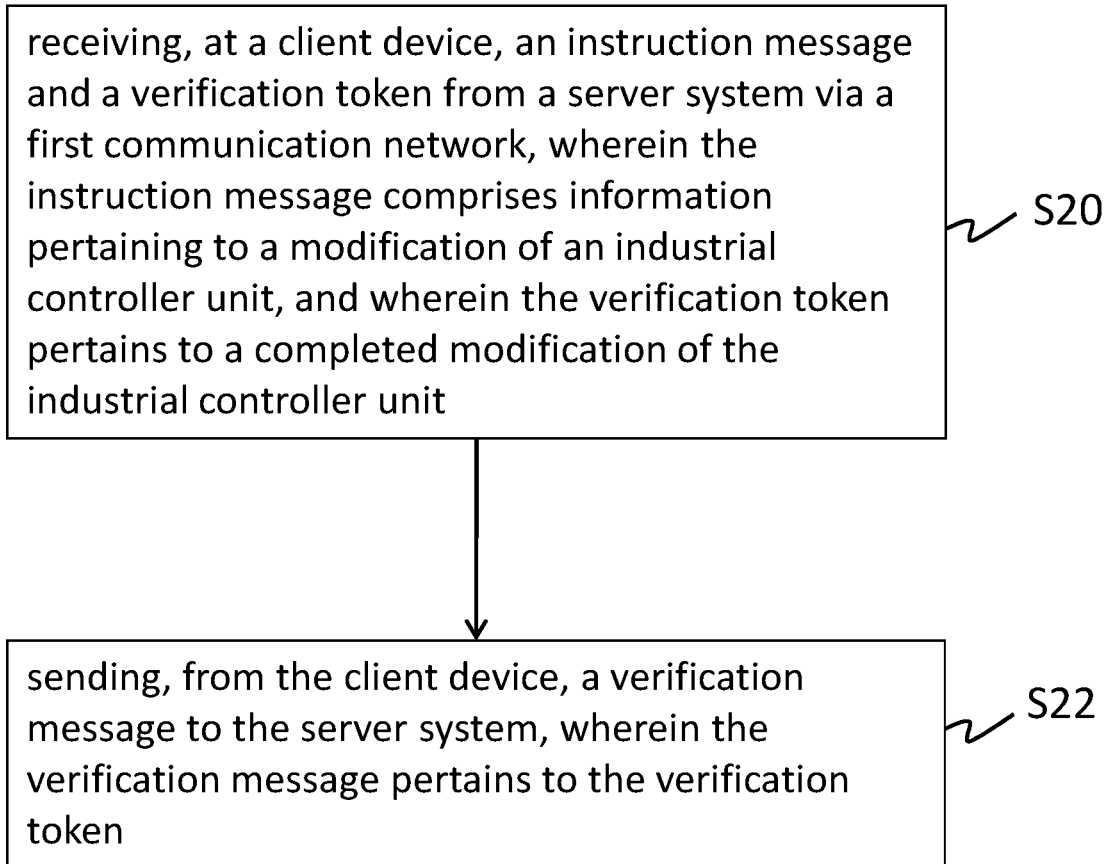 receiving, at a client device, an instruction message
and a verification token from a server system via a
first communication network, wherein the
instruction message comprises information
pertaining to a modification of an industrial
controller unit, and wherein the verification token
pertains to a completed modification of the
industrial controller unit
S20
sending, from the client device, a verification
message to the server system, wherein the
verification message pertains to the verification
token
S22